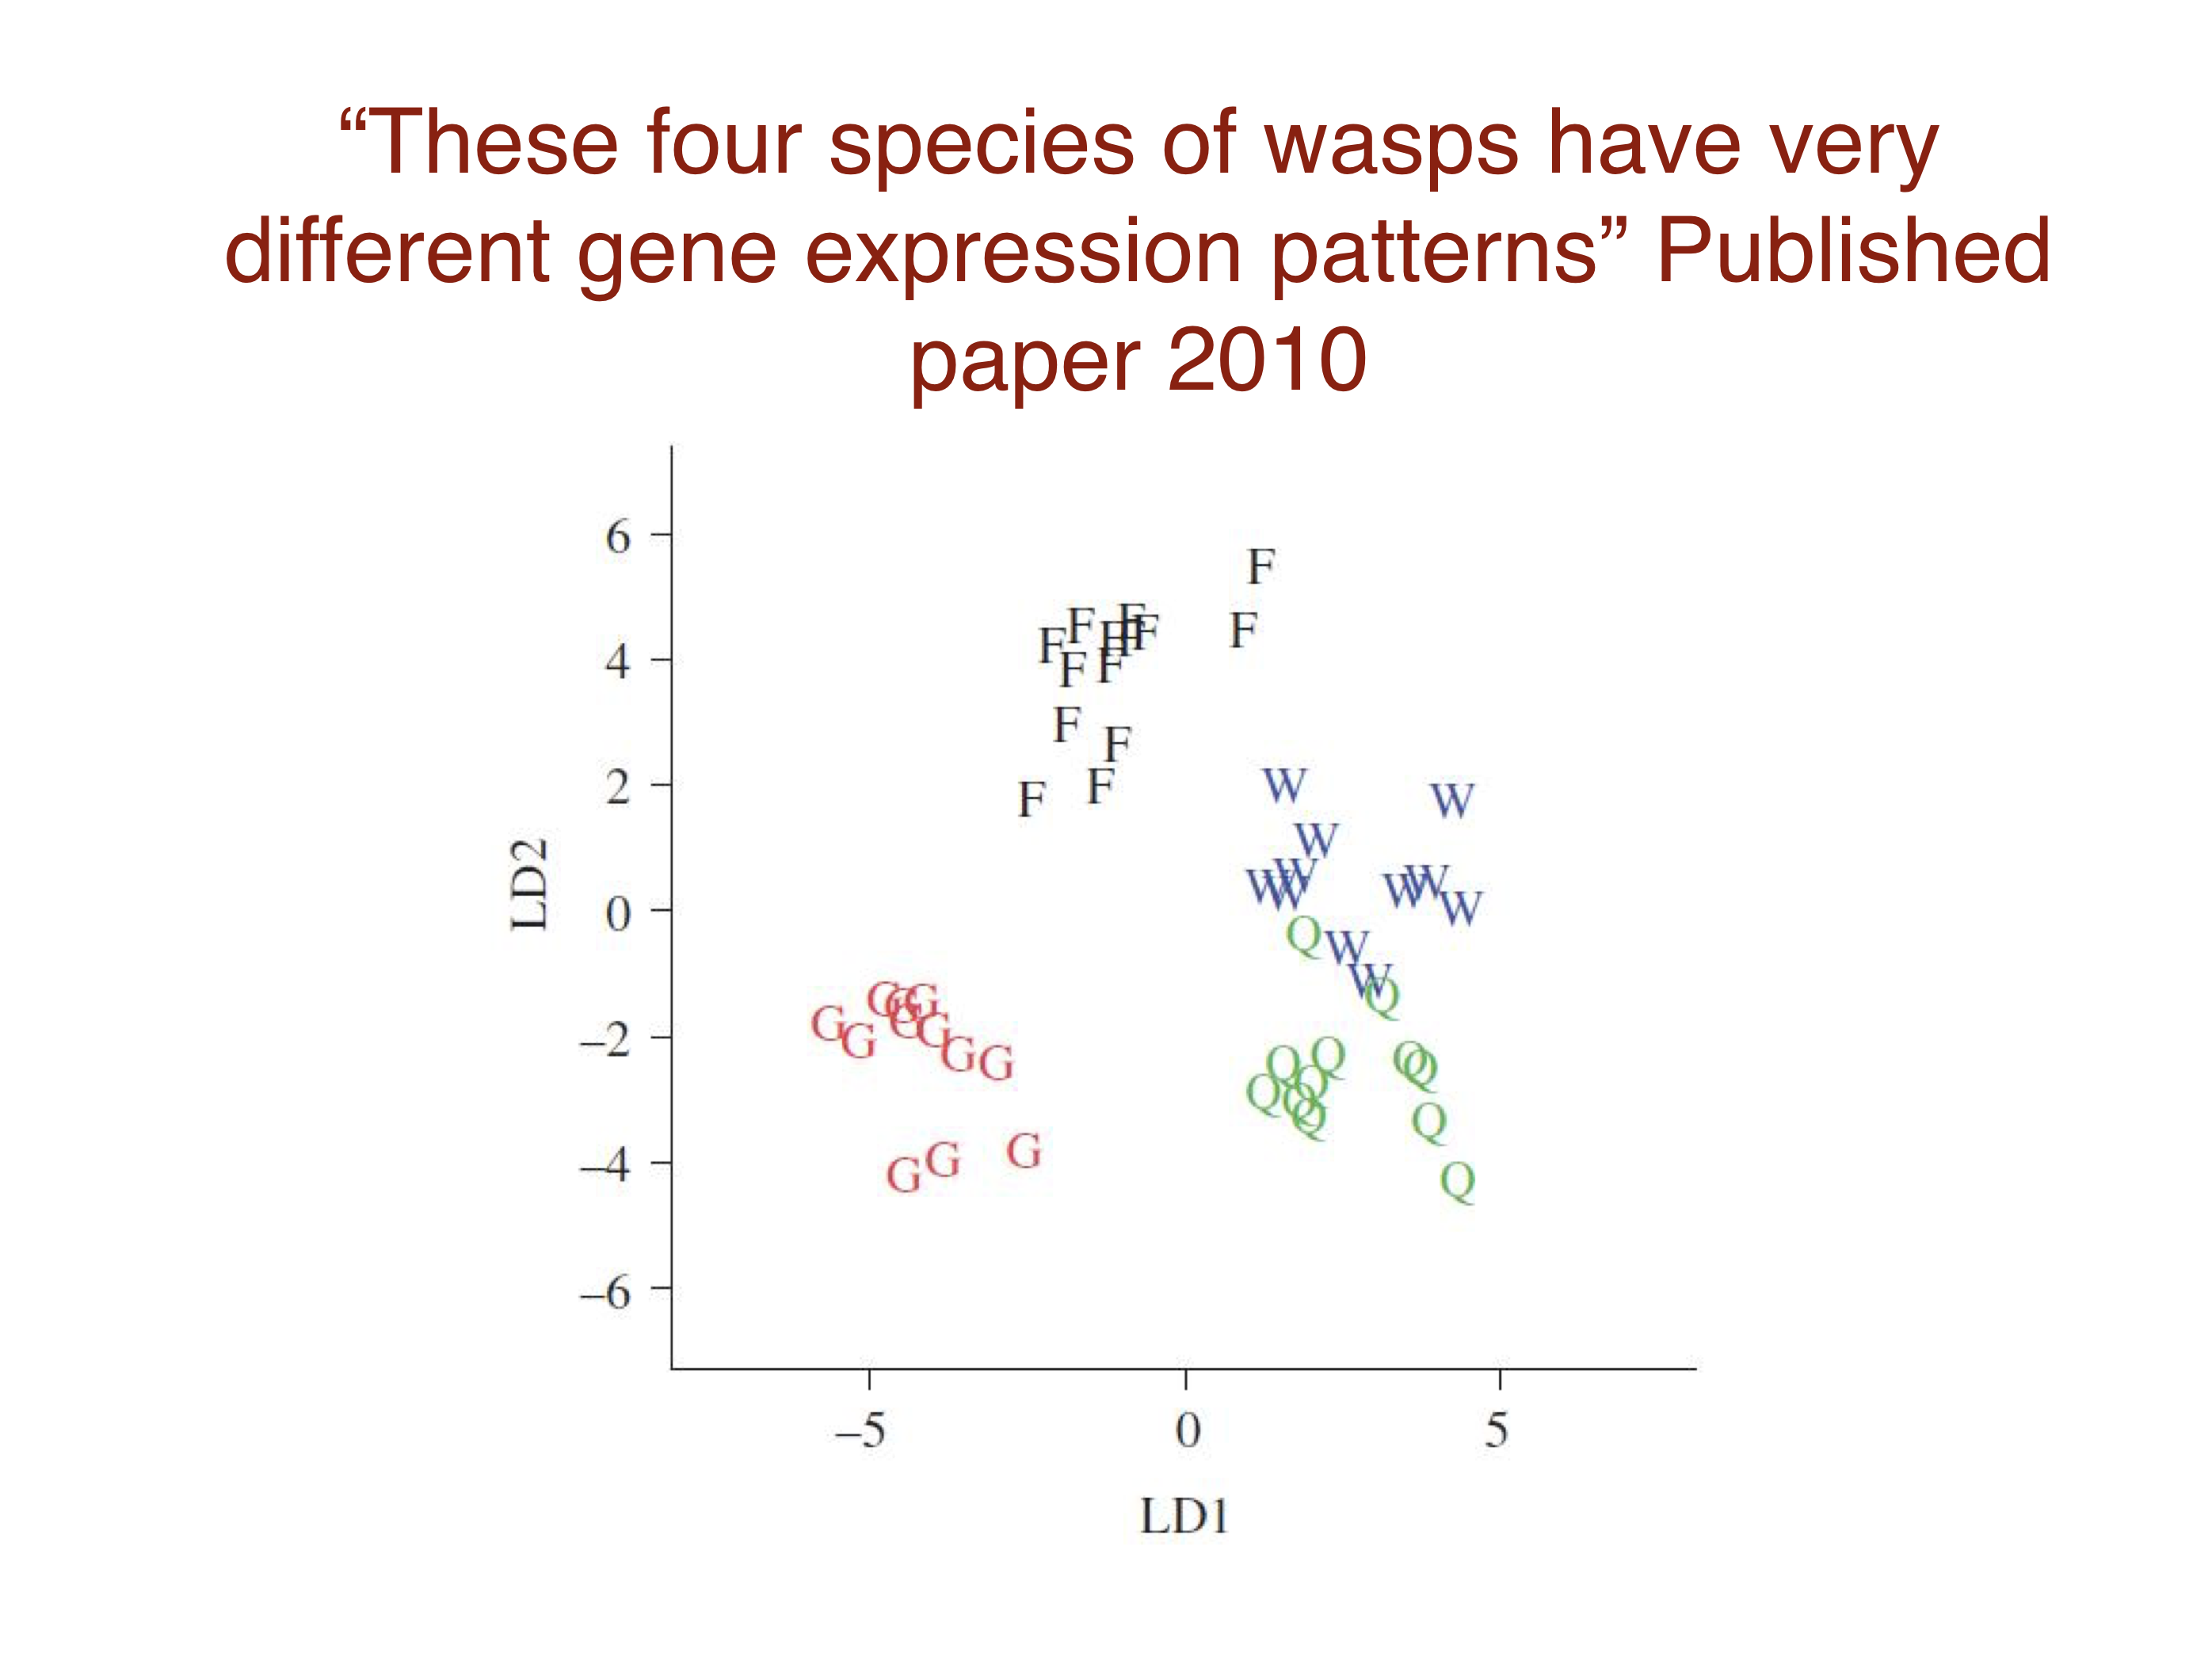 “These four species of wasps have very
different gene expression patterns” Published
paper 2010
6
F
F
F F F
F F F F
F F
F
F
F F
4
2
W W
W
W
W W W W
W
0
Q W
W
Q
G G G
G G G
G
G G
–2
Q Q Q Q
Q Q
Q Q
Q
Q
G G G
–4
Q
–6
LD2
–5 0 5
LD1